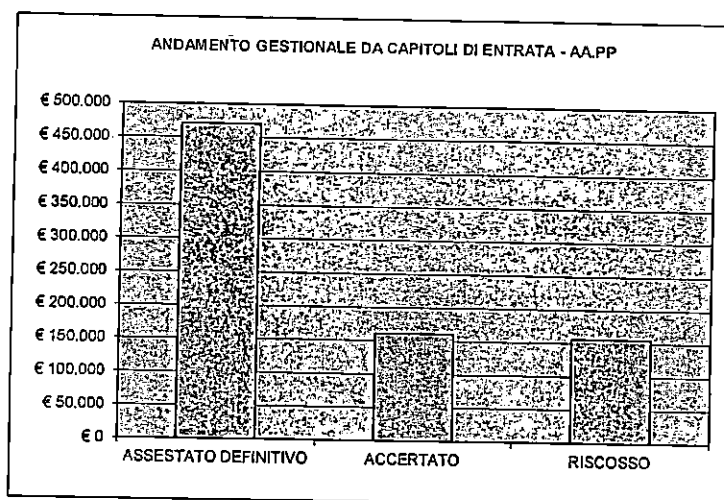 ANDAMENTO GESTIONALE DA CAPITOLI DI ENTRATA - AA.PP
€ 500.000
€ 450.000
€ 400.000
€ 350.000
€ 300.000
€ 250.000
€ 200.000
€ 150.000
€ 100.000
€ 50.000
€ 0
ASSESTATO DEFINITIVO
ACCERTATO
RISCOSSO